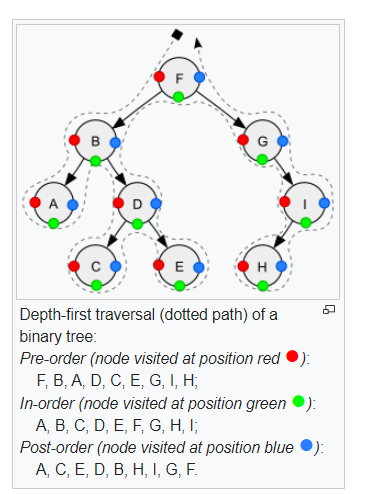 F
B
G
A
D
I
C
E
H
Depth-first traversal (dotted path) of a
binary tree:
Pre-order (node visited at position red ):
F, B, A, D, C, E, G, I, H;
In-order (node visited at position green ):
A, B, C, D, E, F, G, H, I;
Post-order (node visited at position blue ):
A, C, E, D, B, H, I, G, F.